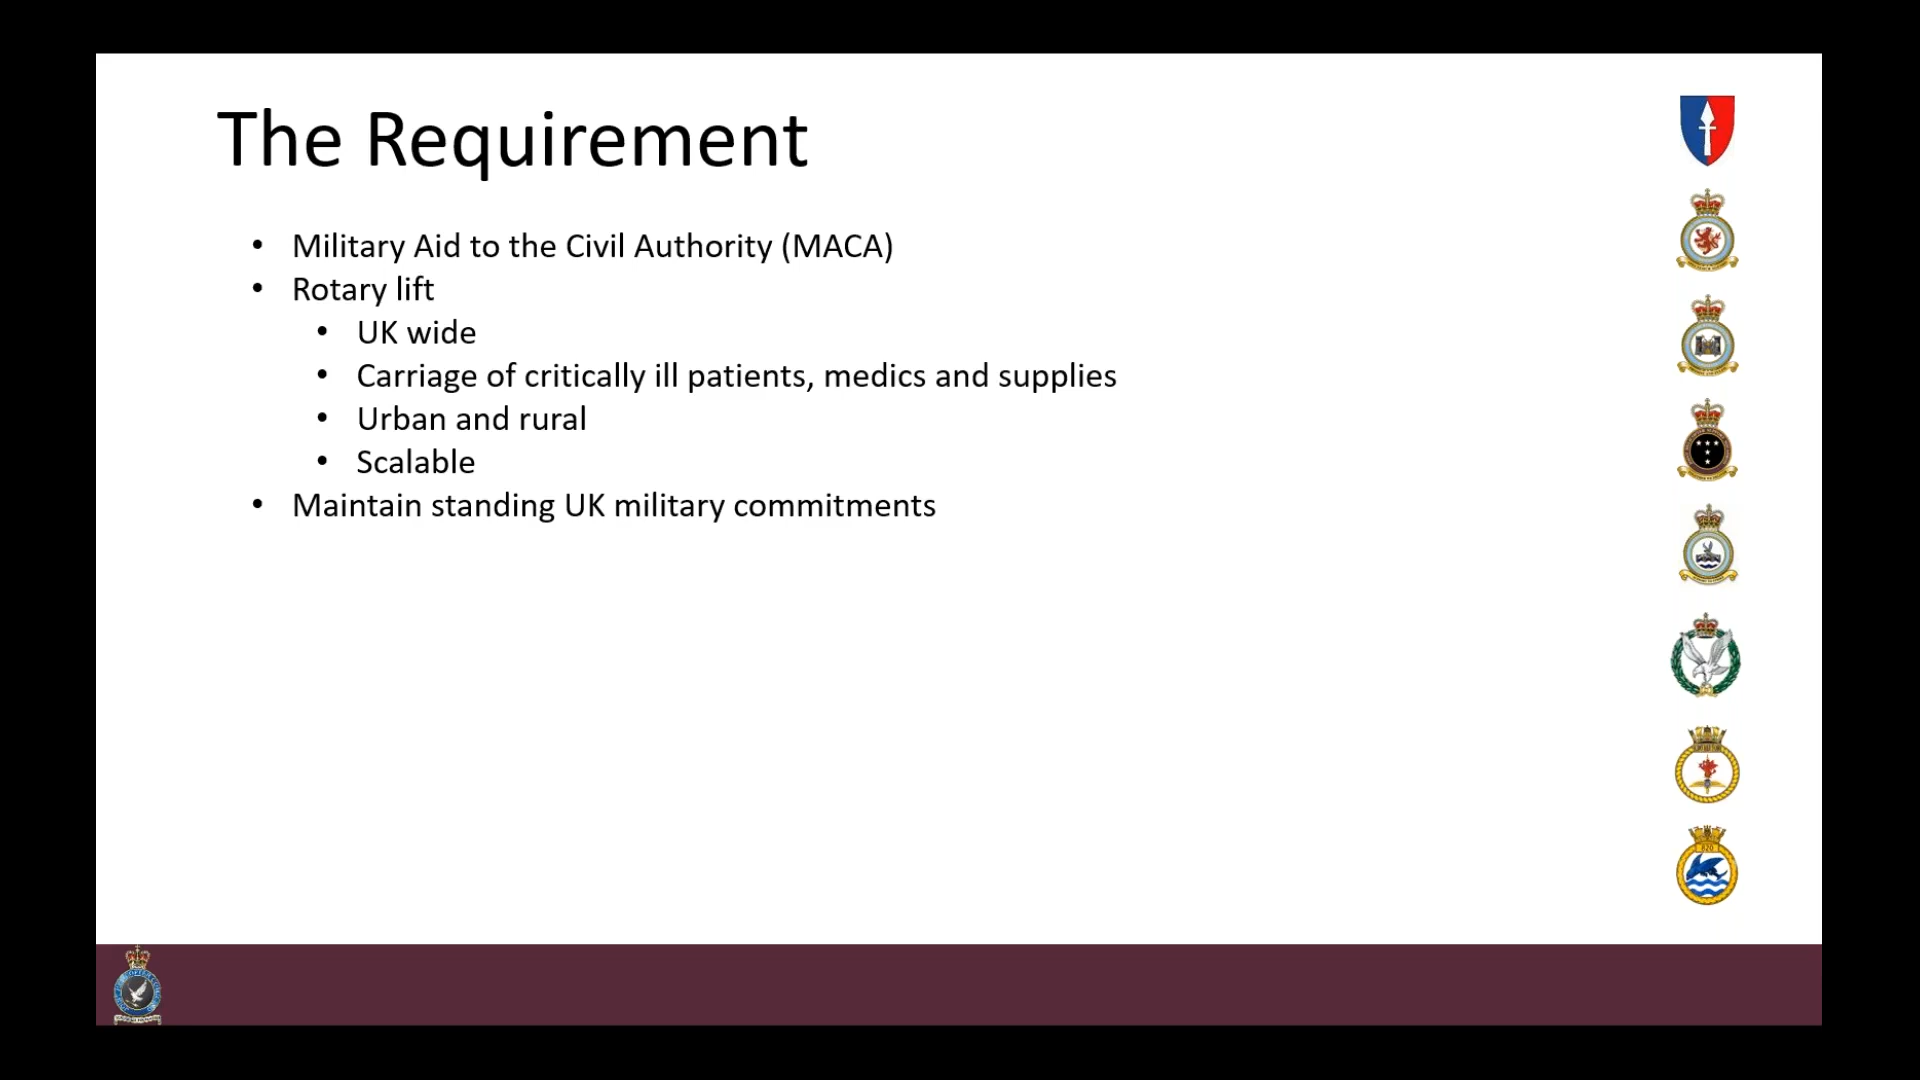 The Requirement
• Military Aid to the Civil Authority (MACA)
• Rotary lift
• UK wide
• Carriage of critically ill patients, medics and supplies
• Urban and rural
• Scalable
• Maintain standing UK military commitments
820